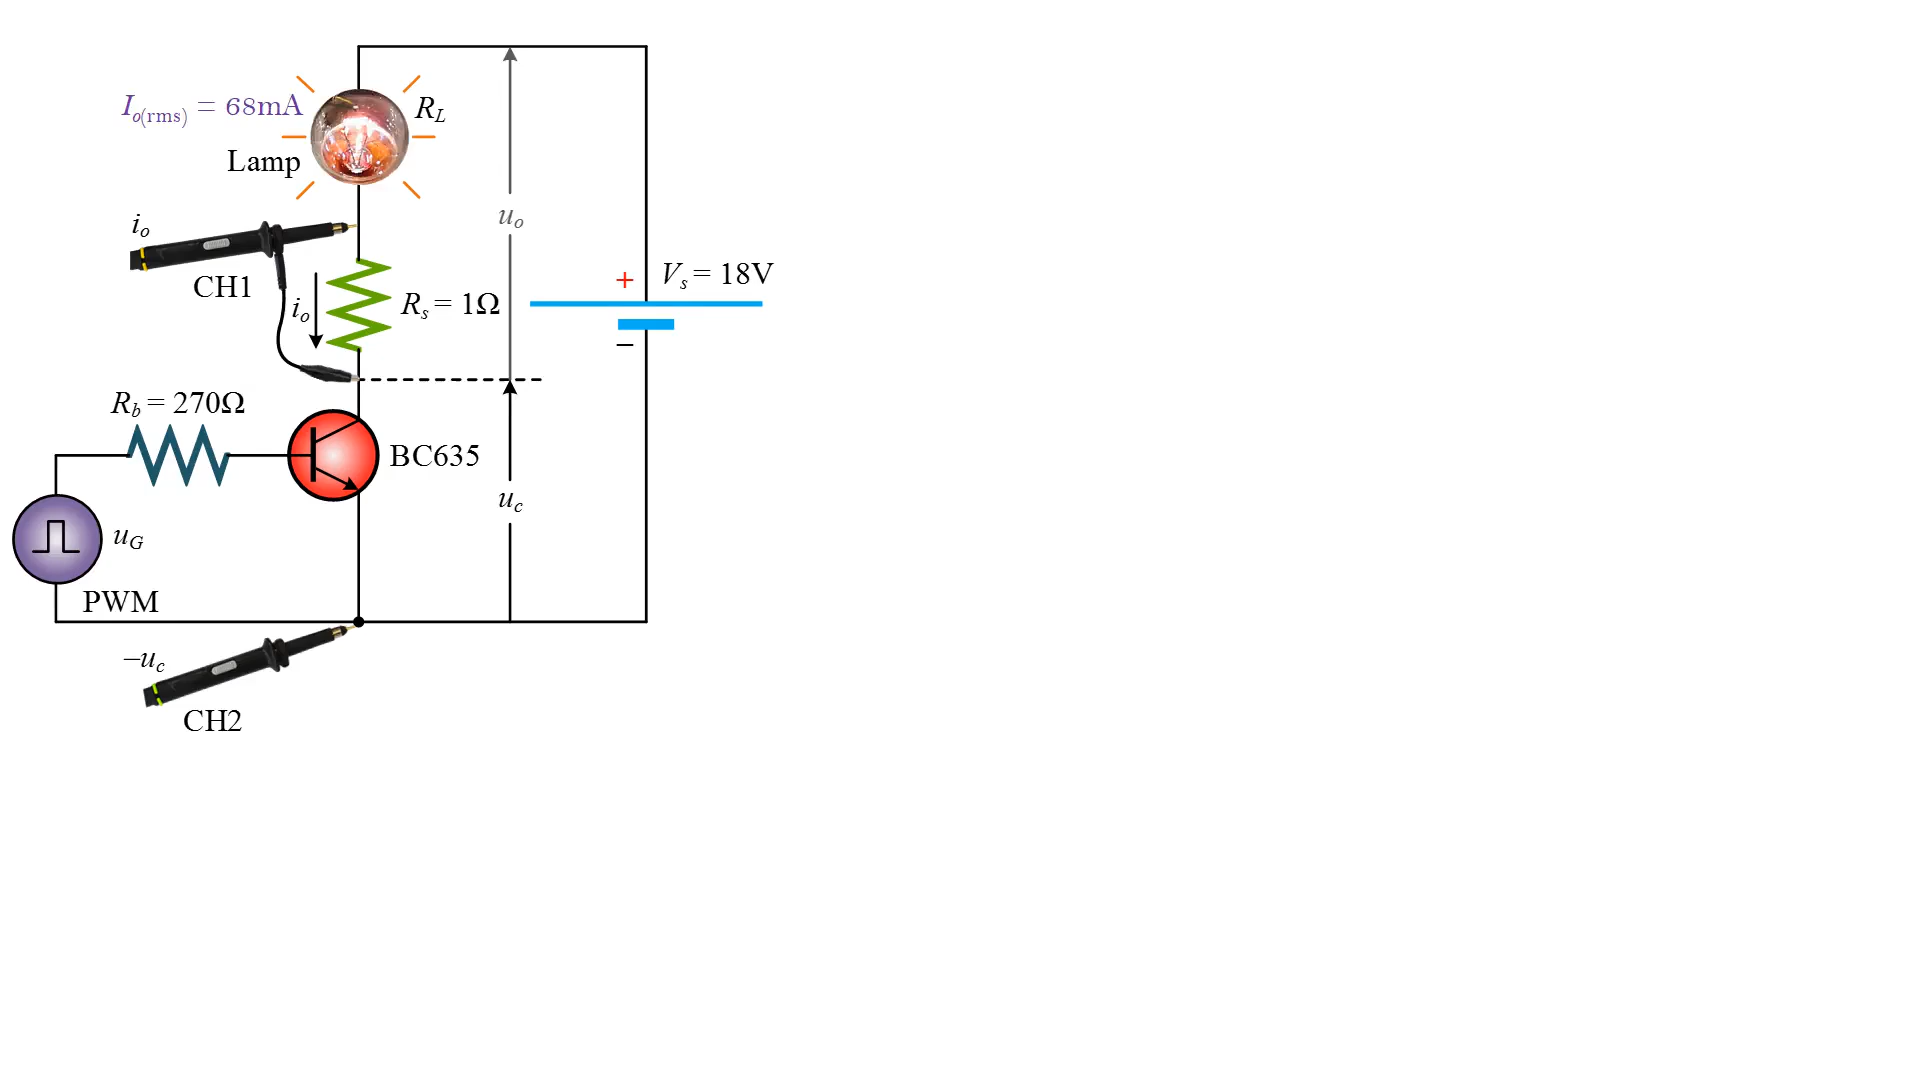 I_o(rms) = 68mA
R_L
Lamp
i_o
u_o
CH1
i_o
R_s = 1Ω
+
V_s = 18V
−
R_b = 270Ω
BC635
u_c
u_G
PWM
−u_c
CH2